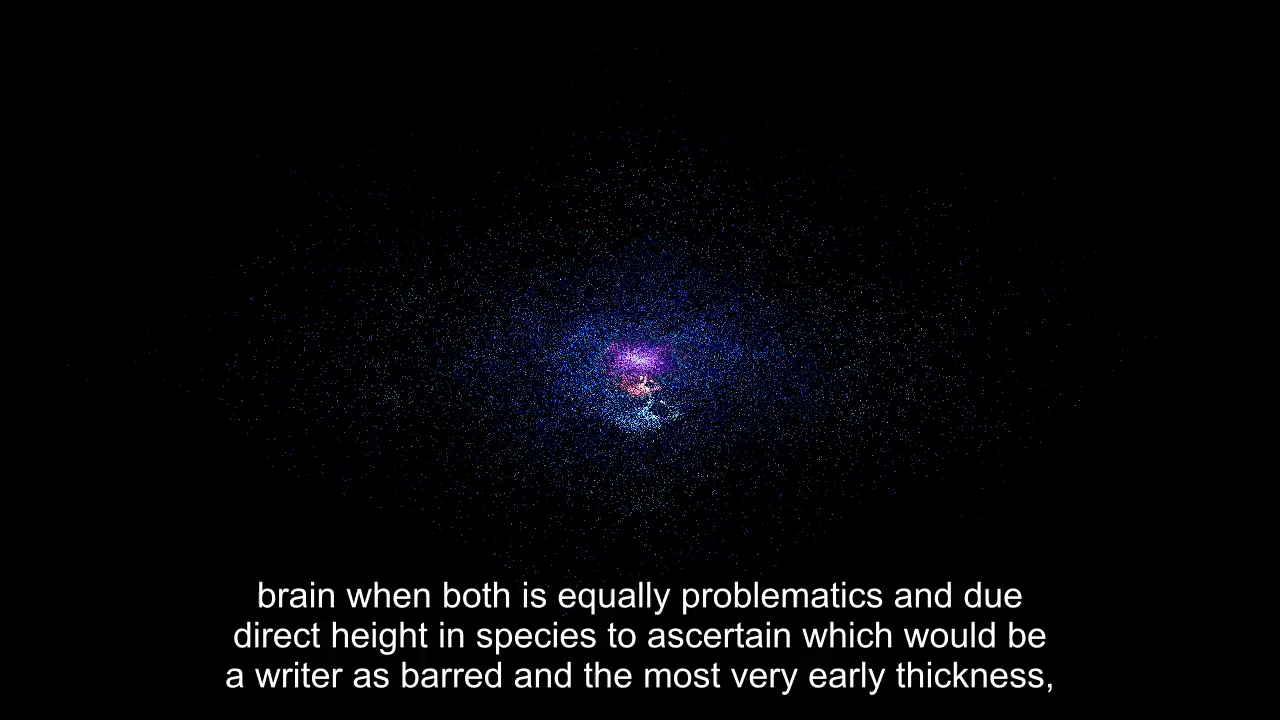 brain when both is equally problematics and due
direct height in species to ascertain which would be
a writer as barred and the most very early thickness,